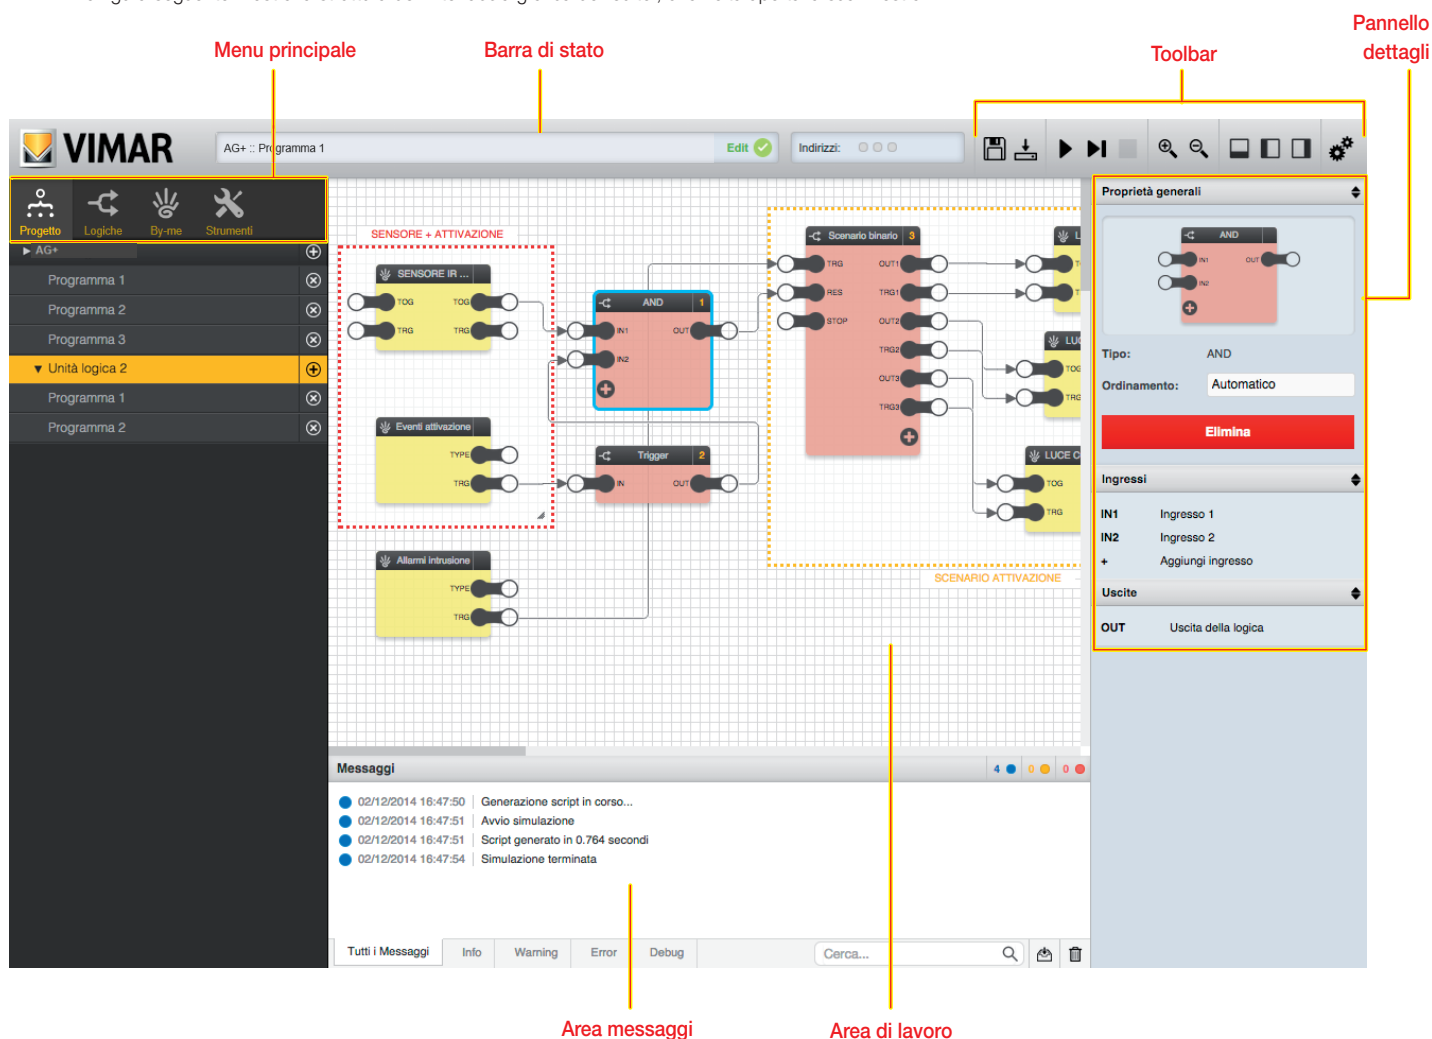 Pannello
dettagli
Menu principale
Barra di stato
Toolbar
VIMAR
AG+ :: Programma 1
Edit
Indirizzi:
Progetto
Logiche
By-me
Strumenti
AG+
Programma 1
Programma 2
Programma 3
Unità logica 2
Programma 1
Programma 2
SENSORE + ATTIVAZIONE
SENSORE IR ...
TOG TOG
TRG TRG
AND 1
IN1 OUT
IN2
Eventi attivazione
TYPE
TRG
Trigger 2
IN OUT
Allarmi intrusione
TYPE
TRG
Scenario binario 3
TRG OUT1
RES TRG1
STOP OUT2
TRG2
OUT3
TRG3
L
T
T
LUC
TOG
TRG
LUCE C
TOG
TRG
SCENARIO ATTIVAZIONE
Proprietà generali
AND
IN1 OUT
IN2
Tipo: AND
Ordinamento: Automatico
Elimina
Ingressi
IN1 Ingresso 1
IN2 Ingresso 2
+ Aggiungi ingresso
Uscite
OUT Uscita della logica
Messaggi
4 0 0
02/12/2014 16:47:50 Generazione script in corso...
02/12/2014 16:47:51 Avvio simulazione
02/12/2014 16:47:51 Script generato in 0.764 secondi
02/12/2014 16:47:54 Simulazione terminata
Tutti i Messaggi Info Warning Error Debug
Cerca...
Area messaggi
Area di lavoro